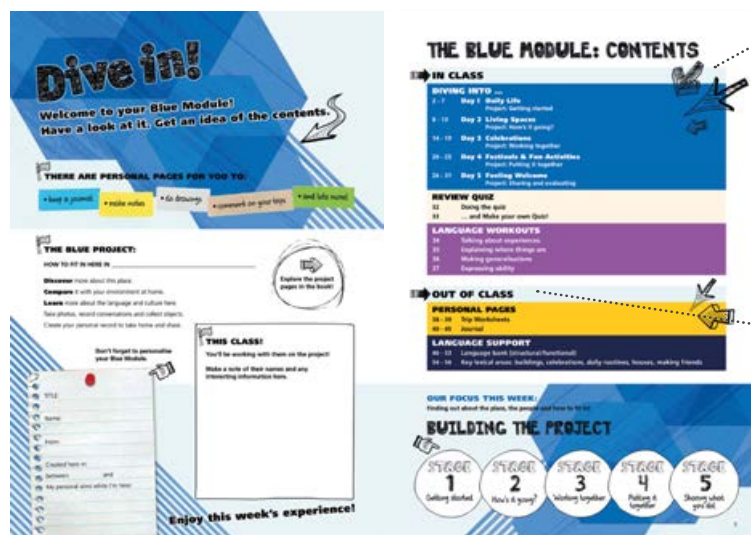 Dive in!
Welcome to your Blue Module!
Have a look at it. Get an idea of the contents.
THERE ARE PERSONAL PAGES FOR YOU TO:
• keep a journal
• make notes
• do drawings
• comment on your trips
• and lots more!
THE BLUE PROJECT:
HOW TO FIT IN HERE IN
Discover more about this place.
Compare it with your environment at home.
Learn more about the language and culture here.
Take photos, record conversations and collect objects.
Create your personal record to take home and share.
Explore the project
pages in the book!
Don't forget to personalise
your Blue Module.
TITLE
Name:
From:
Created here in:
between and
My personal aims while I'm here:
THIS CLASS!
You'll be working with them on the project!
Make a note of their names and any
interesting information here.
Enjoy this week's experience!
THE BLUE MODULE: CONTENTS
IN CLASS
DIVING INTO ...
2 - 7 Day 1 Daily Life
Project: Getting started
8 - 13 Day 2 Living Spaces
Project: How's it going?
14 - 19 Day 3 Celebrations
Project: Working together
20 - 25 Day 4 Festivals & Fun Activities
Project: Putting it together
26 - 31 Day 5 Feeling Welcome
Project: Sharing and evaluating
REVIEW QUIZ
32 Doing the quiz
33 ... and Make your own Quiz!
LANGUAGE WORKOUTS
34 Talking about experiences
35 Explaining where things are
36 Making generalisations
37 Expressing ability
OUT OF CLASS
PERSONAL PAGES
38 - 39 Trip Worksheets
40 - 45 Journal
LANGUAGE SUPPORT
46 - 53 Language bank (structural/functional)
54 - 56 Key lexical areas: buildings, celebrations, daily routines, houses, making friends
OUR FOCUS THIS WEEK:
Finding out about the place, the people and how to fit in!
BUILDING THE PROJECT
STAGE
1
Getting started
STAGE
2
How's it going?
STAGE
3
Working together
STAGE
4
Putting it
together
STAGE
5
Sharing what
you did